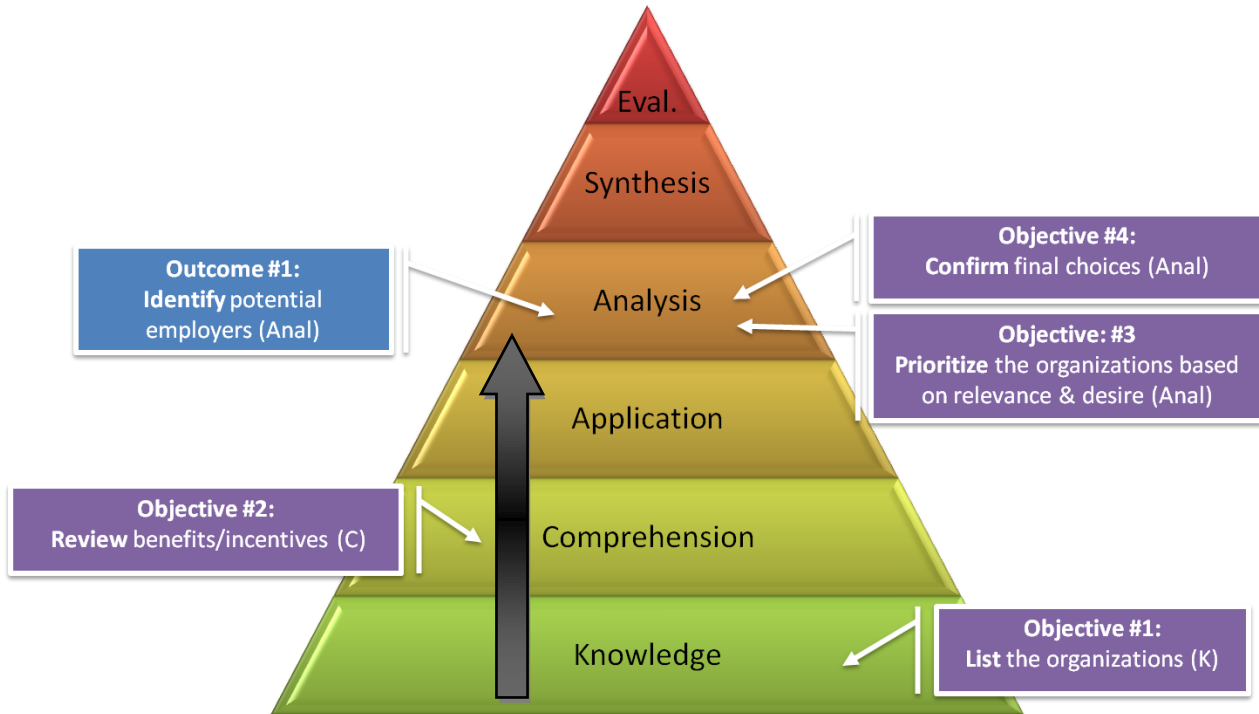 Eval.
Synthesis
Outcome #1:
Identify potential
employers (Anal)
Analysis
Objective #4:
Confirm final choices (Anal)
Objective: #3
Prioritize the organizations based
on relevance & desire (Anal)
Application
Objective #2:
Review benefits/incentives (C)
Comprehension
Knowledge
Objective #1:
List the organizations (K)